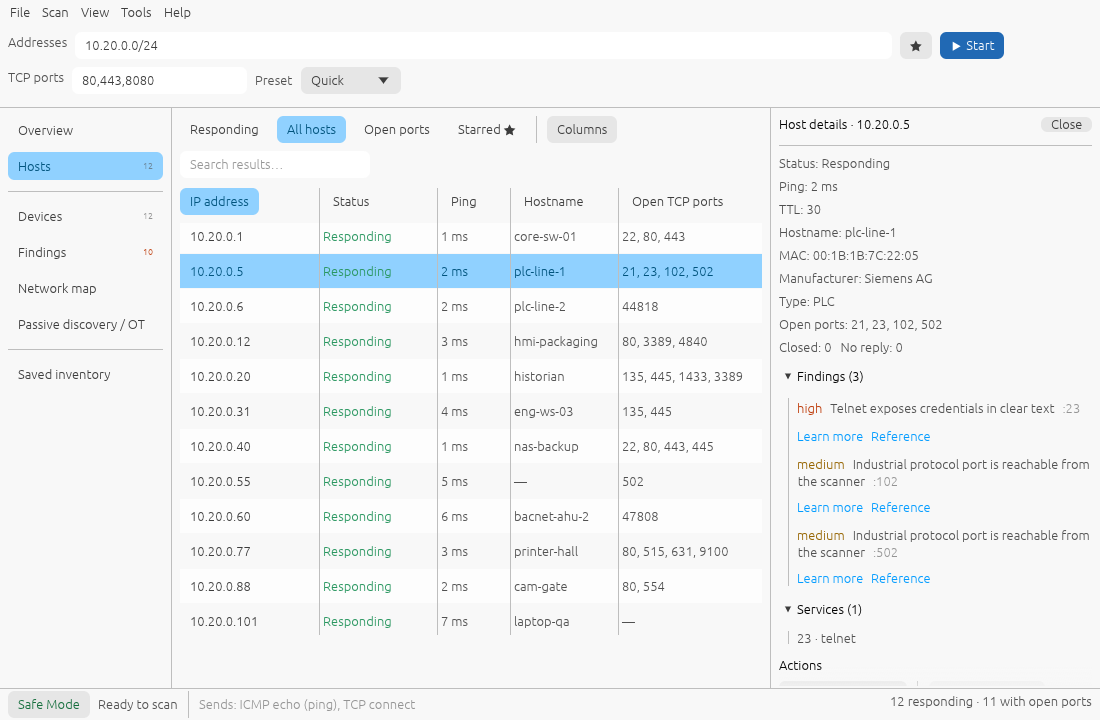 File Scan View Tools Help
Addresses 10.20.0.0/24 ★ ▶ Start
TCP ports 80,443,8080 Preset Quick ▼
Overview
Hosts 12
Devices 12
Findings 10
Network map
Passive discovery / OT
Saved inventory
Responding All hosts Open ports Starred ★ Columns
Search results…
IP address Status Ping Hostname Open TCP ports
10.20.0.1 Responding 1 ms core-sw-01 22, 80, 443
10.20.0.5 Responding 2 ms plc-line-1 21, 23, 102, 502
10.20.0.6 Responding 2 ms plc-line-2 44818
10.20.0.12 Responding 3 ms hmi-packaging 80, 3389, 4840
10.20.0.20 Responding 1 ms historian 135, 445, 1433, 3389
10.20.0.31 Responding 4 ms eng-ws-03 135, 445
10.20.0.40 Responding 1 ms nas-backup 22, 80, 443, 445
10.20.0.55 Responding 5 ms — 502
10.20.0.60 Responding 6 ms bacnet-ahu-2 47808
10.20.0.77 Responding 3 ms printer-hall 80, 515, 631, 9100
10.20.0.88 Responding 2 ms cam-gate 80, 554
10.20.0.101 Responding 7 ms laptop-qa —
Host details · 10.20.0.5 Close
Status: Responding
Ping: 2 ms
TTL: 30
Hostname: plc-line-1
MAC: 00:1B:1B:7C:22:05
Manufacturer: Siemens AG
Type: PLC
Open ports: 21, 23, 102, 502
Closed: 0 No reply: 0
▼ Findings (3)
high Telnet exposes credentials in clear text :23
Learn more Reference
medium Industrial protocol port is reachable from
the scanner :102
Learn more Reference
medium Industrial protocol port is reachable from
the scanner :502
Learn more Reference
▼ Services (1)
23 · telnet
Actions
Safe Mode Ready to scan Sends: ICMP echo (ping), TCP connect 12 responding · 11 with open ports